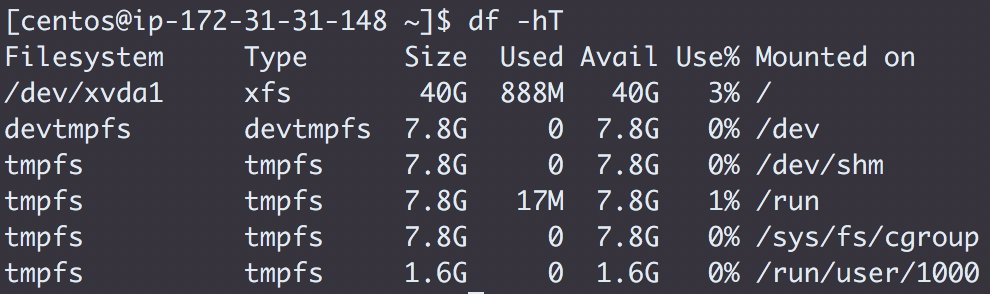 [centos@ip-172-31-31-148 ~]$ df -hT
Filesystem     Type      Size  Used Avail Use% Mounted on
/dev/xvda1     xfs        40G  888M   40G   3% /
devtmpfs       devtmpfs  7.8G     0  7.8G   0% /dev
tmpfs          tmpfs     7.8G     0  7.8G   0% /dev/shm
tmpfs          tmpfs     7.8G   17M  7.8G   1% /run
tmpfs          tmpfs     7.8G     0  7.8G   0% /sys/fs/cgroup
tmpfs          tmpfs     1.6G     0  1.6G   0% /run/user/1000